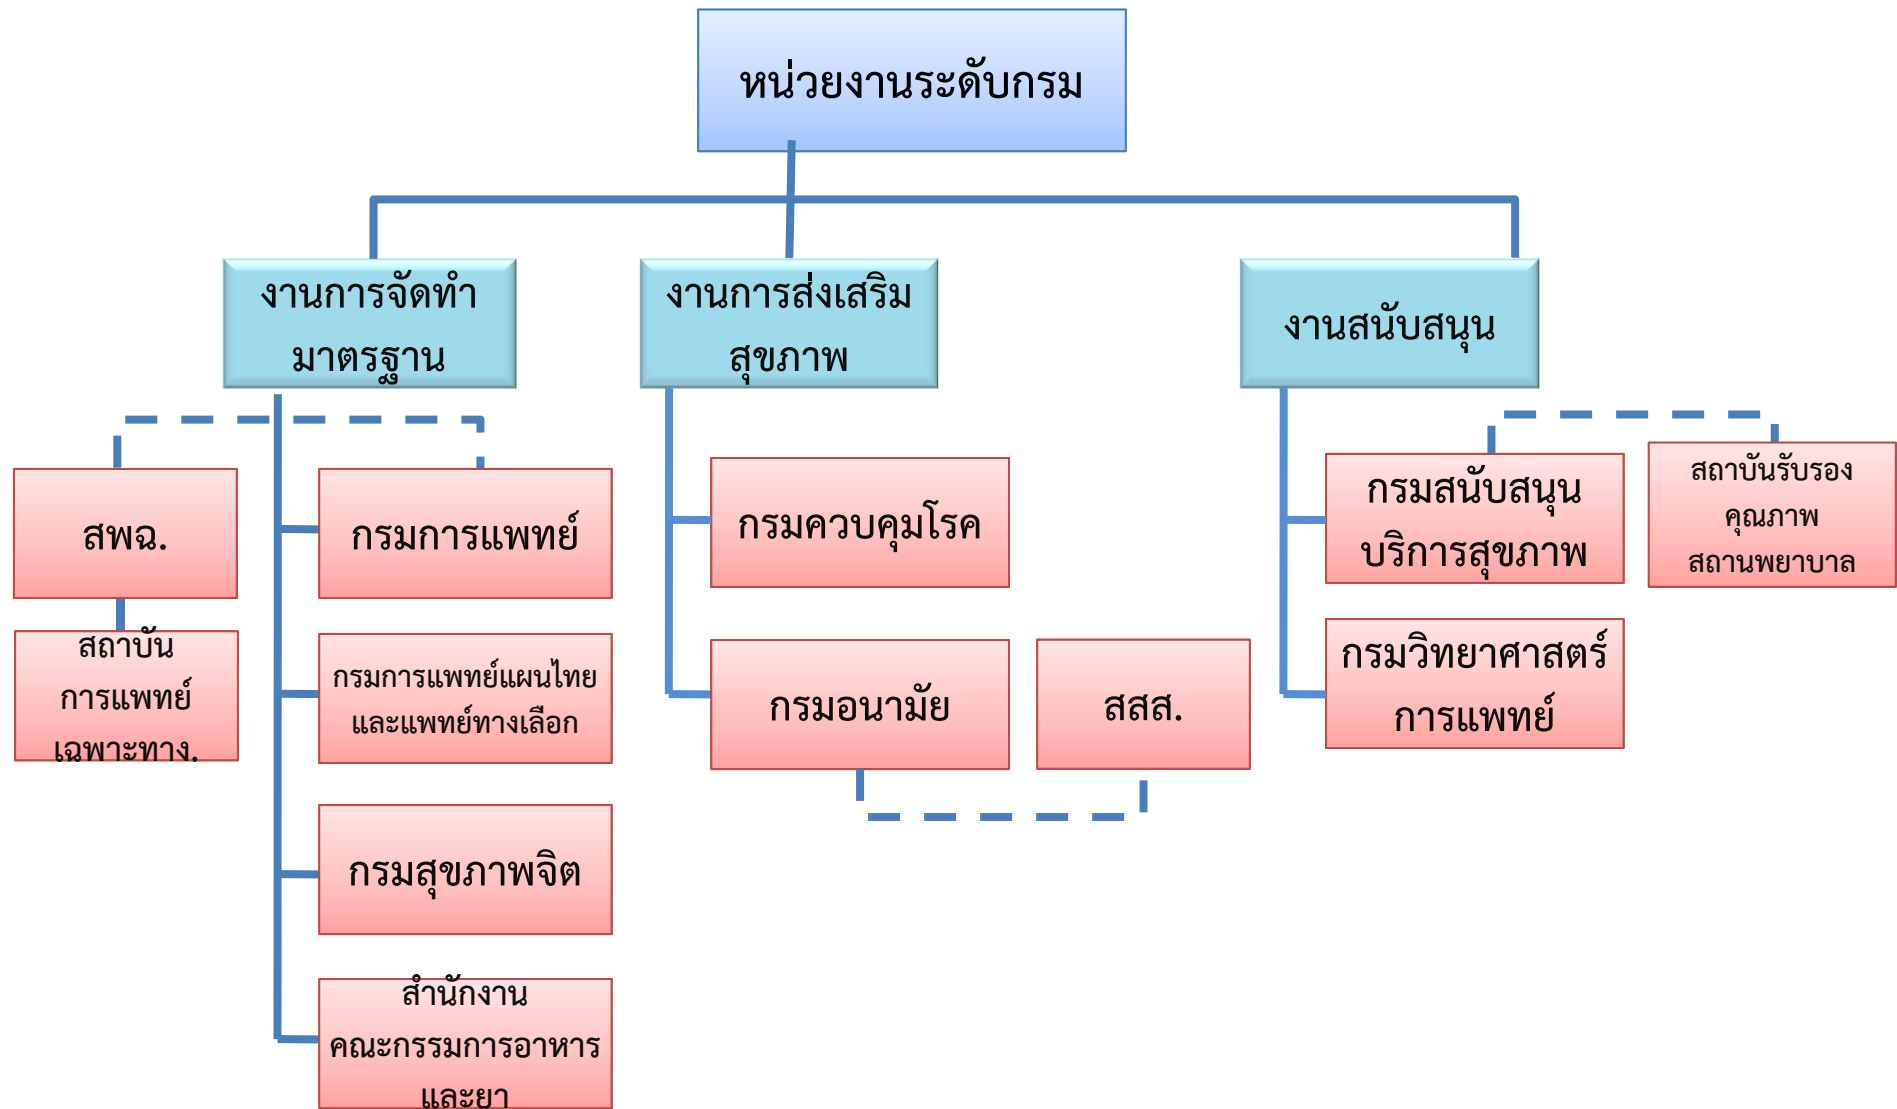 หน่วยงานระดับกรม
งานการจัดทำ
มาตรฐาน
งานการส่งเสริม
สุขภาพ
งานสนับสนุน
สพฉ.
สถาบัน
การแพทย์
เฉพาะทาง.
กรมการแพทย์
กรมการแพทย์แผนไทย
และแพทย์ทางเลือก
กรมสุขภาพจิต
สำนักงาน
คณะกรรมการอาหาร
และยา
กรมควบคุมโรค
กรมอนามัย
สสส.
กรมสนับสนุน
บริการสุขภาพ
สถาบันรับรอง
คุณภาพ
สถานพยาบาล
กรมวิทยาศาสตร์
การแพทย์